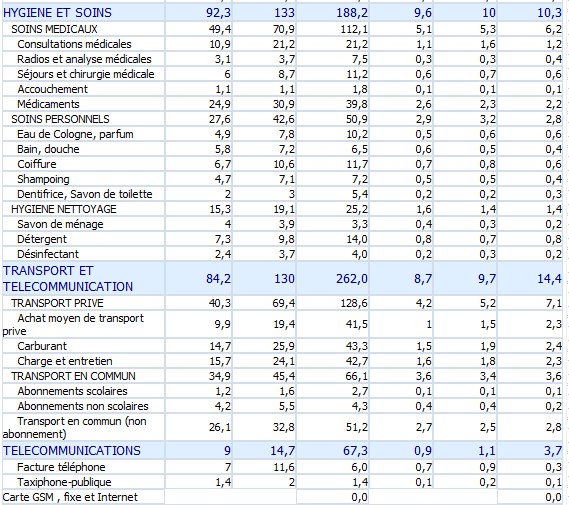 HYGIENE ET SOINS 92,3 133 188,2 9,6 10 10,3
SOINS MEDICAUX 49,4 70,9 112,1 5,1 5,3 6,2
Consultations médicales 10,9 21,2 21,2 1,1 1,6 1,2
Radios et analyse médicales 3,1 3,7 7,5 0,3 0,3 0,4
Séjours et chirurgie médicale 6 8,7 11,2 0,6 0,7 0,6
Accouchement 1,1 1,1 1,8 0,1 0,1 0,1
Médicaments 24,9 30,9 39,8 2,6 2,3 2,2
SOINS PERSONNELS 27,6 42,6 50,9 2,9 3,2 2,8
Eau de Cologne, parfum 4,9 7,8 10,2 0,5 0,6 0,6
Bain, douche 5,8 7,2 6,5 0,6 0,5 0,4
Coiffure 6,7 10,6 11,7 0,7 0,8 0,6
Shampoing 4,7 7,1 7,2 0,5 0,5 0,4
Dentifrice, Savon de toilette 2 3 5,4 0,2 0,2 0,3
HYGIENE NETTOYAGE 15,3 19,1 25,2 1,6 1,4 1,4
Savon de ménage 4 3,9 3,3 0,4 0,3 0,2
Détergent 7,3 9,8 14,0 0,8 0,7 0,8
Désinfectant 2,4 3,7 4,0 0,2 0,3 0,2
TRANSPORT ET
TELECOMMUNICATION 84,2 130 262,0 8,7 9,7 14,4
TRANSPORT PRIVE 40,3 69,4 128,6 4,2 5,2 7,1
Achat moyen de transport
prive 9,9 19,4 41,5 1 1,5 2,3
Carburant 14,7 25,9 43,3 1,5 1,9 2,4
Charge et entretien 15,7 24,1 42,7 1,6 1,8 2,3
TRANSPORT EN COMMUN 34,9 45,4 66,1 3,6 3,4 3,6
Abonnements scolaires 1,2 1,6 2,7 0,1 0,1 0,1
Abonnements non scolaires 4,2 5,5 4,3 0,4 0,4 0,2
Transport en commun (non
abonnement) 26,1 32,8 51,2 2,7 2,5 2,8
TELECOMMUNICATIONS 9 14,7 67,3 0,9 1,1 3,7
Facture téléphone 7 11,6 6,0 0,7 0,9 0,3
Taxiphone-publique 1,4 2 1,4 0,1 0,2 0,1
Carte GSM , fixe et Internet 0,0 0,0